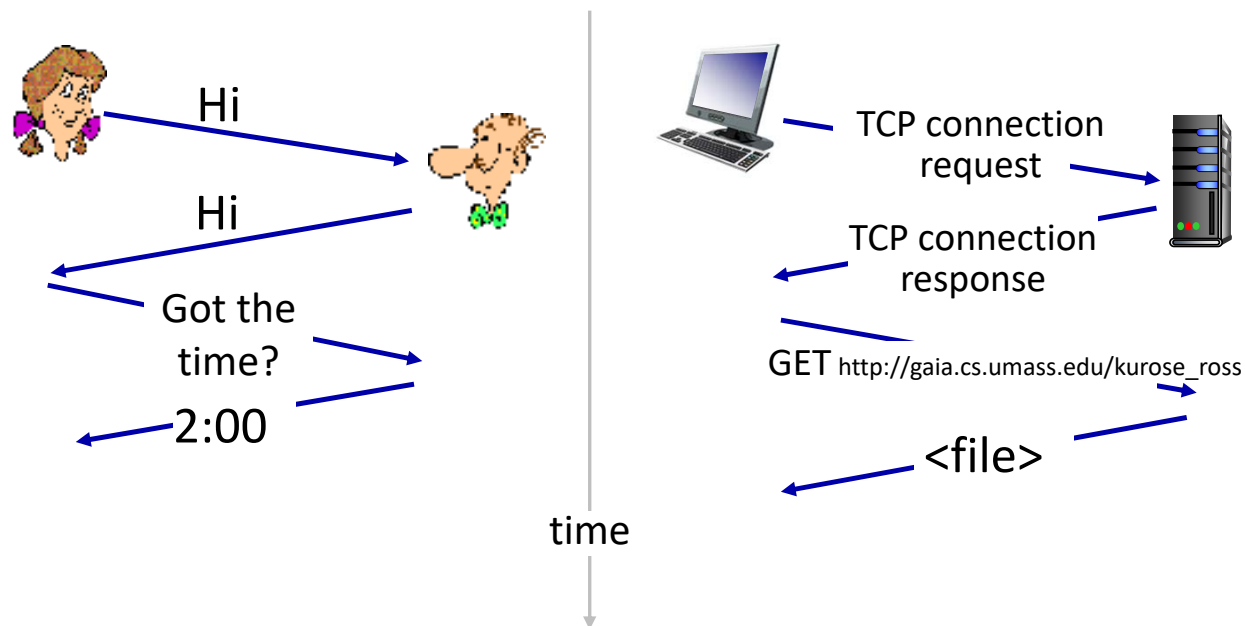 Hi
Hi
Got the
time?
2:00
TCP connection
request
TCP connection
response
GET http://gaia.cs.umass.edu/kurose_ross
<file>
time